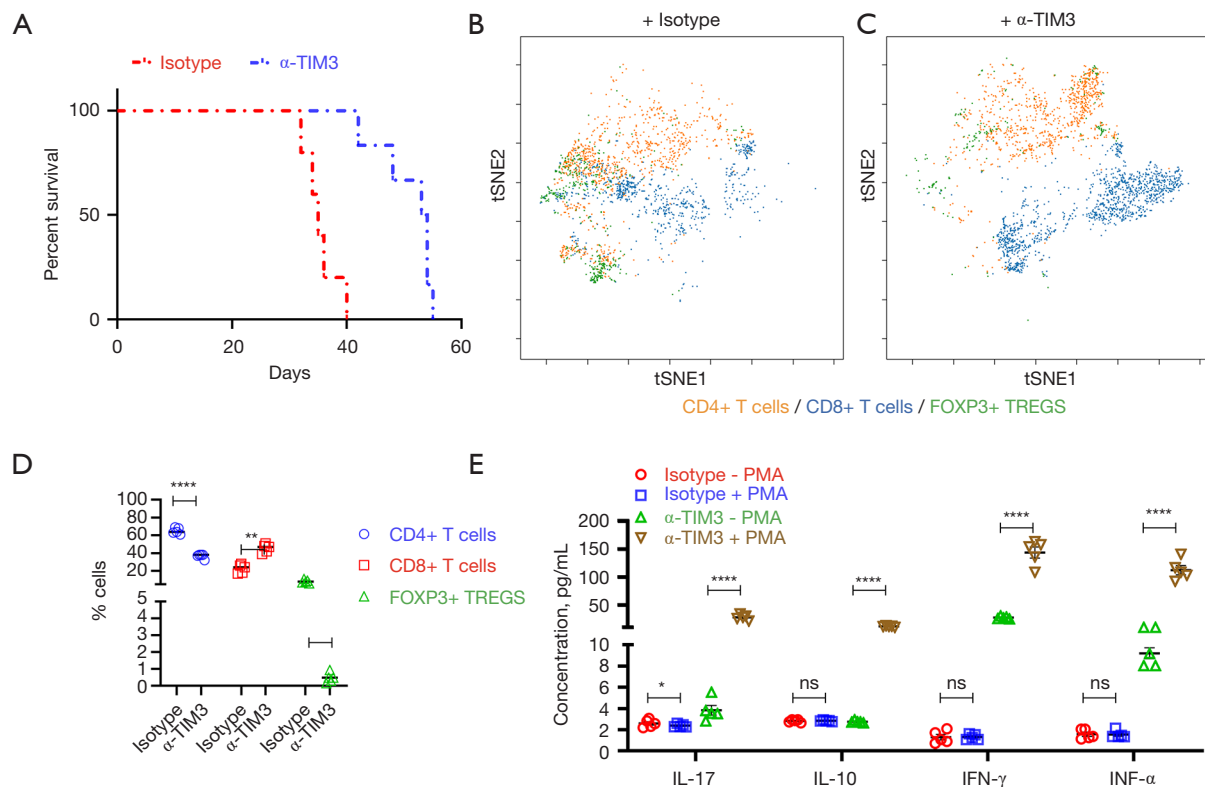 A
Isotype
α-TIM3
Percent survival
100
50
0
0
20
40
60
Days
B
+ Isotype
tSNE2
tSNE1
C
+ α-TIM3
tSNE2
tSNE1
CD4+ T cells / CD8+ T cells / FOXP3+ TREGS
D
% cells
100
80
60
40
20
5
4
3
2
1
0
****
**
Isotype
α-TIM3
Isotype
α-TIM3
Isotype
α-TIM3
CD4+ T cells
CD8+ T cells
FOXP3+ TREGS
E
Isotype - PMA
Isotype + PMA
α-TIM3 - PMA
α-TIM3 + PMA
Concentration, pg/mL
200
150
100
50
10
8
6
4
2
0
*
****
ns
****
ns
****
ns
****
IL-17
IL-10
IFN-γ
INF-α